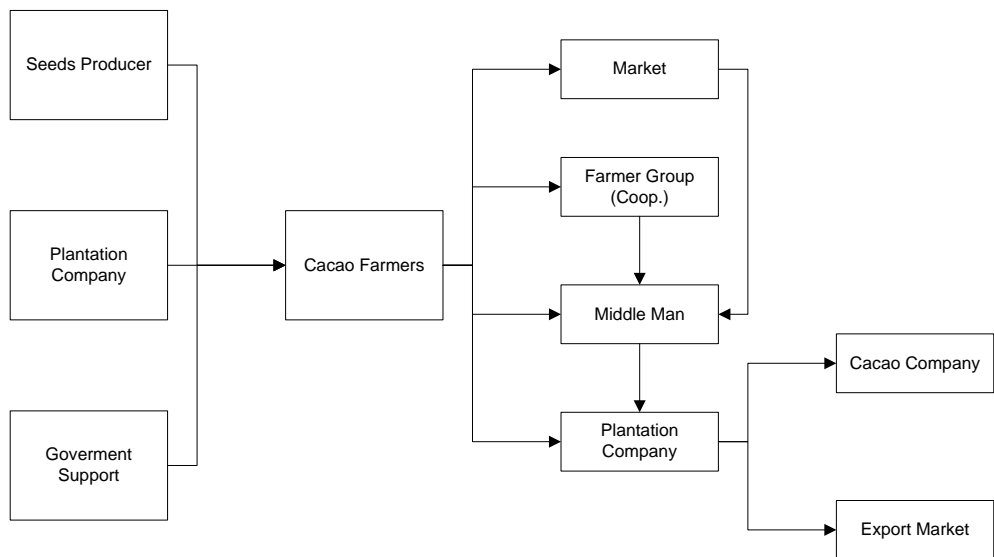 Seeds Producer
Plantation
Company
Goverment
Support
Cacao Farmers
Market
Farmer Group
(Coop.)
Middle Man
Plantation
Company
Cacao Company
Export Market